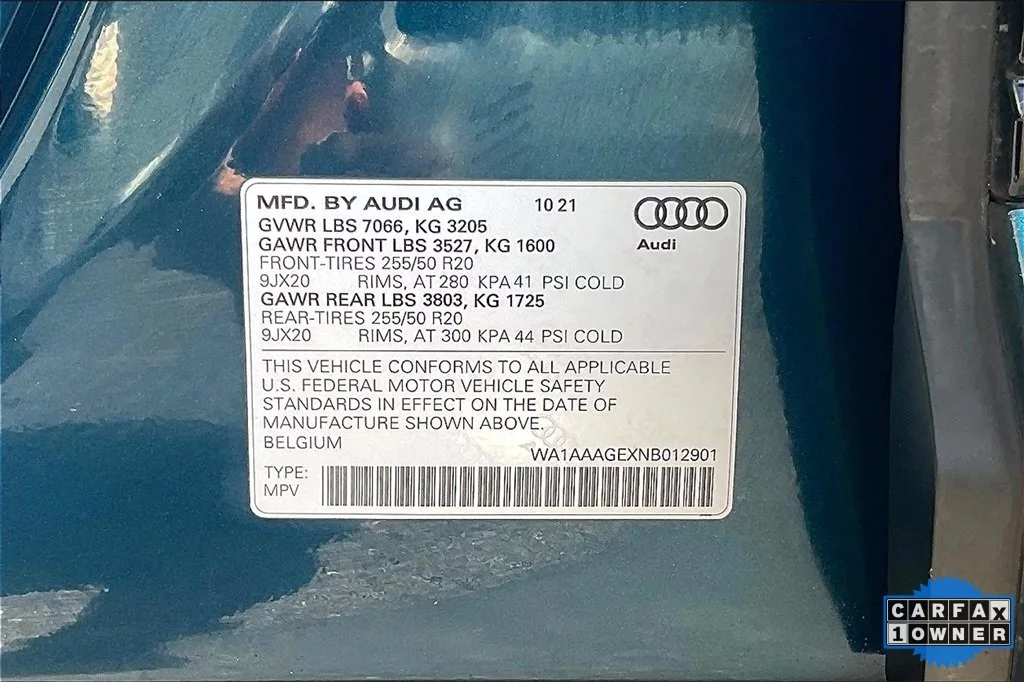 MFD. BY AUDI AG 10 21
GVWR LBS 7066, KG 3205
GAWR FRONT LBS 3527, KG 1600
Audi
FRONT-TIRES 255/50 R20
9JX20 RIMS, AT 280 KPA 41 PSI COLD
GAWR REAR LBS 3803, KG 1725
REAR-TIRES 255/50 R20
9JX20 RIMS, AT 300 KPA 44 PSI COLD
THIS VEHICLE CONFORMS TO ALL APPLICABLE
U.S. FEDERAL MOTOR VEHICLE SAFETY
STANDARDS IN EFFECT ON THE DATE OF
MANUFACTURE SHOWN ABOVE.
BELGIUM
WA1AAAGEXNB012901
TYPE:
MPV
CARFAX
1 OWNER